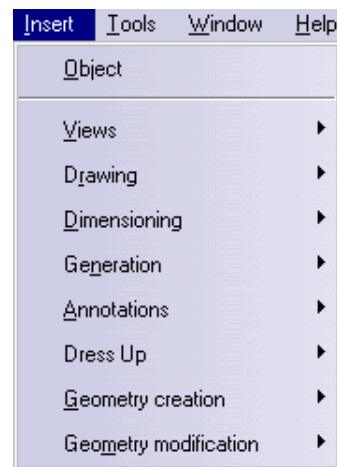 Insert Tools Window Help
Object
Views
Drawing
Dimensioning
Generation
Annotations
Dress Up
Geometry creation
Geometry modification